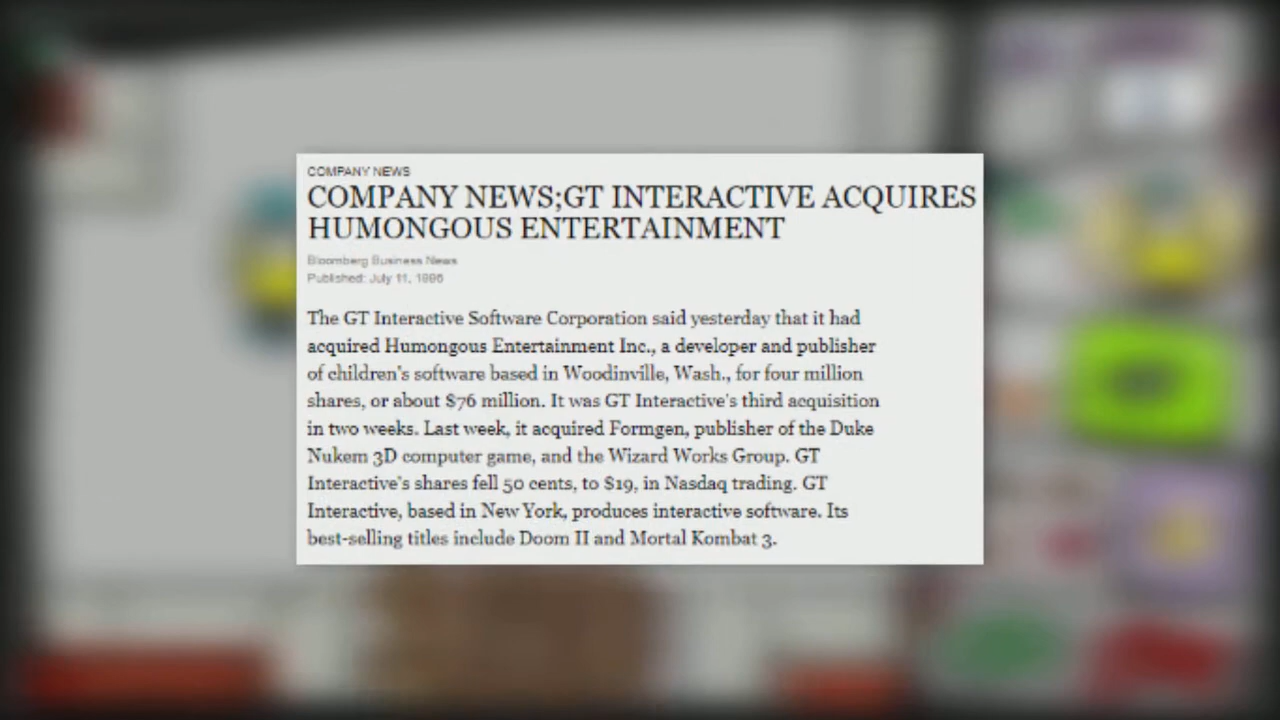 COMPANY NEWS
COMPANY NEWS;GT INTERACTIVE ACQUIRES
HUMONGOUS ENTERTAINMENT
Bloomberg Business News
Published: July 11, 1996
The GT Interactive Software Corporation said yesterday that it had
acquired Humongous Entertainment Inc., a developer and publisher
of children's software based in Woodinville, Wash., for four million
shares, or about $76 million. It was GT Interactive's third acquisition
in two weeks. Last week, it acquired Formgen, publisher of the Duke
Nukem 3D computer game, and the Wizard Works Group. GT
Interactive's shares fell 50 cents, to $19, in Nasdaq trading. GT
Interactive, based in New York, produces interactive software. Its
best-selling titles include Doom II and Mortal Kombat 3.